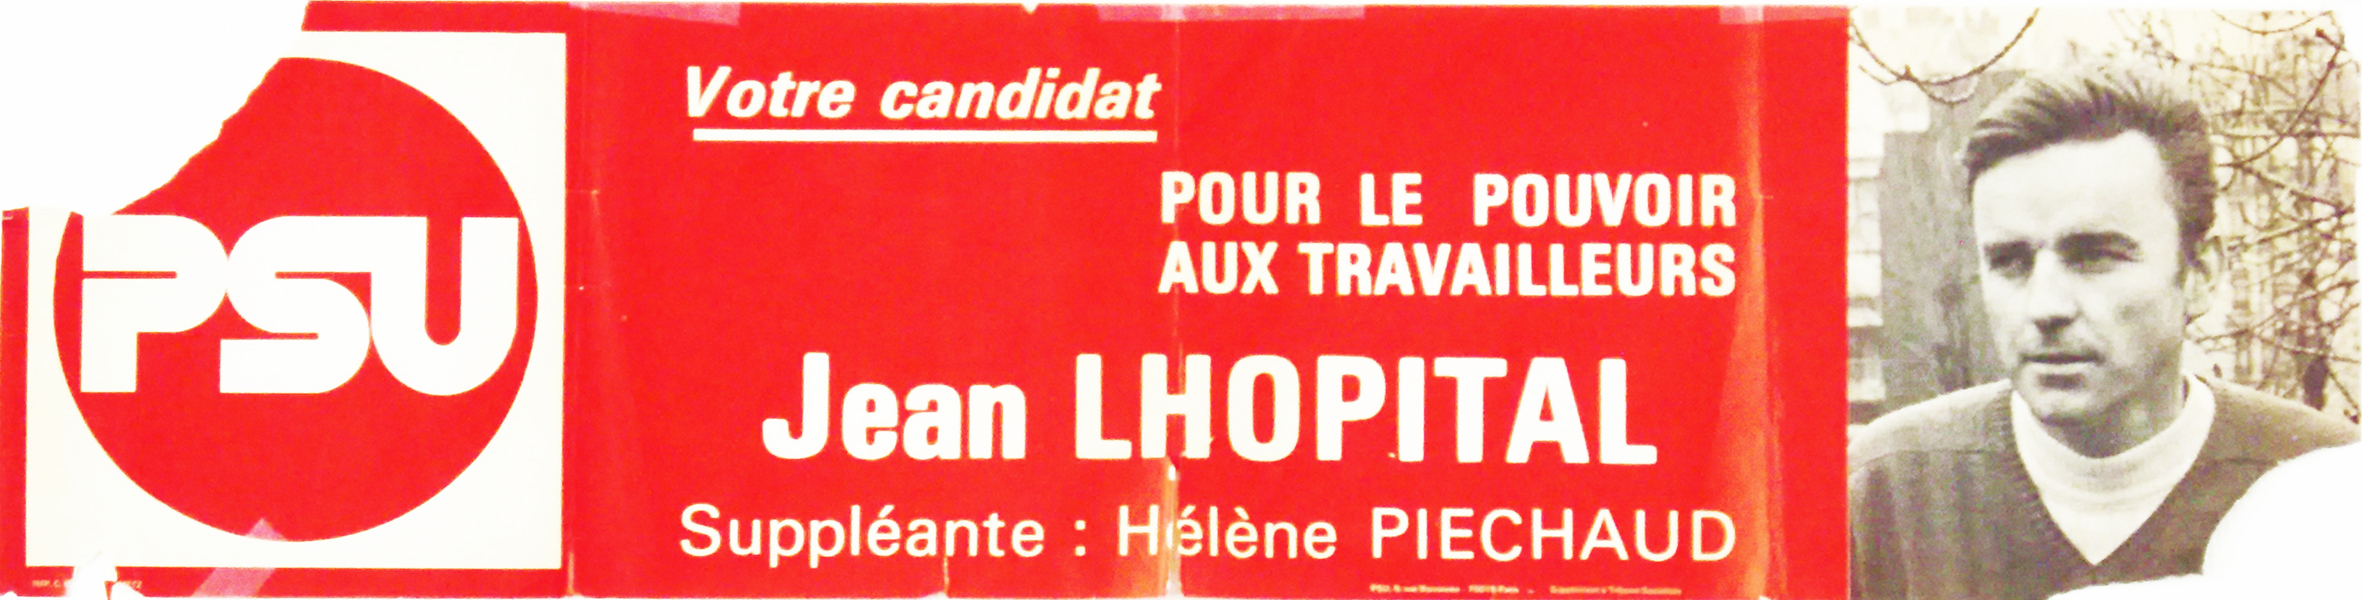 PSU
Votre candidat
POUR LE POUVOIR
AUX TRAVAILLEURS
Jean LHOPITAL
Suppléante : Hélène PIECHAUD